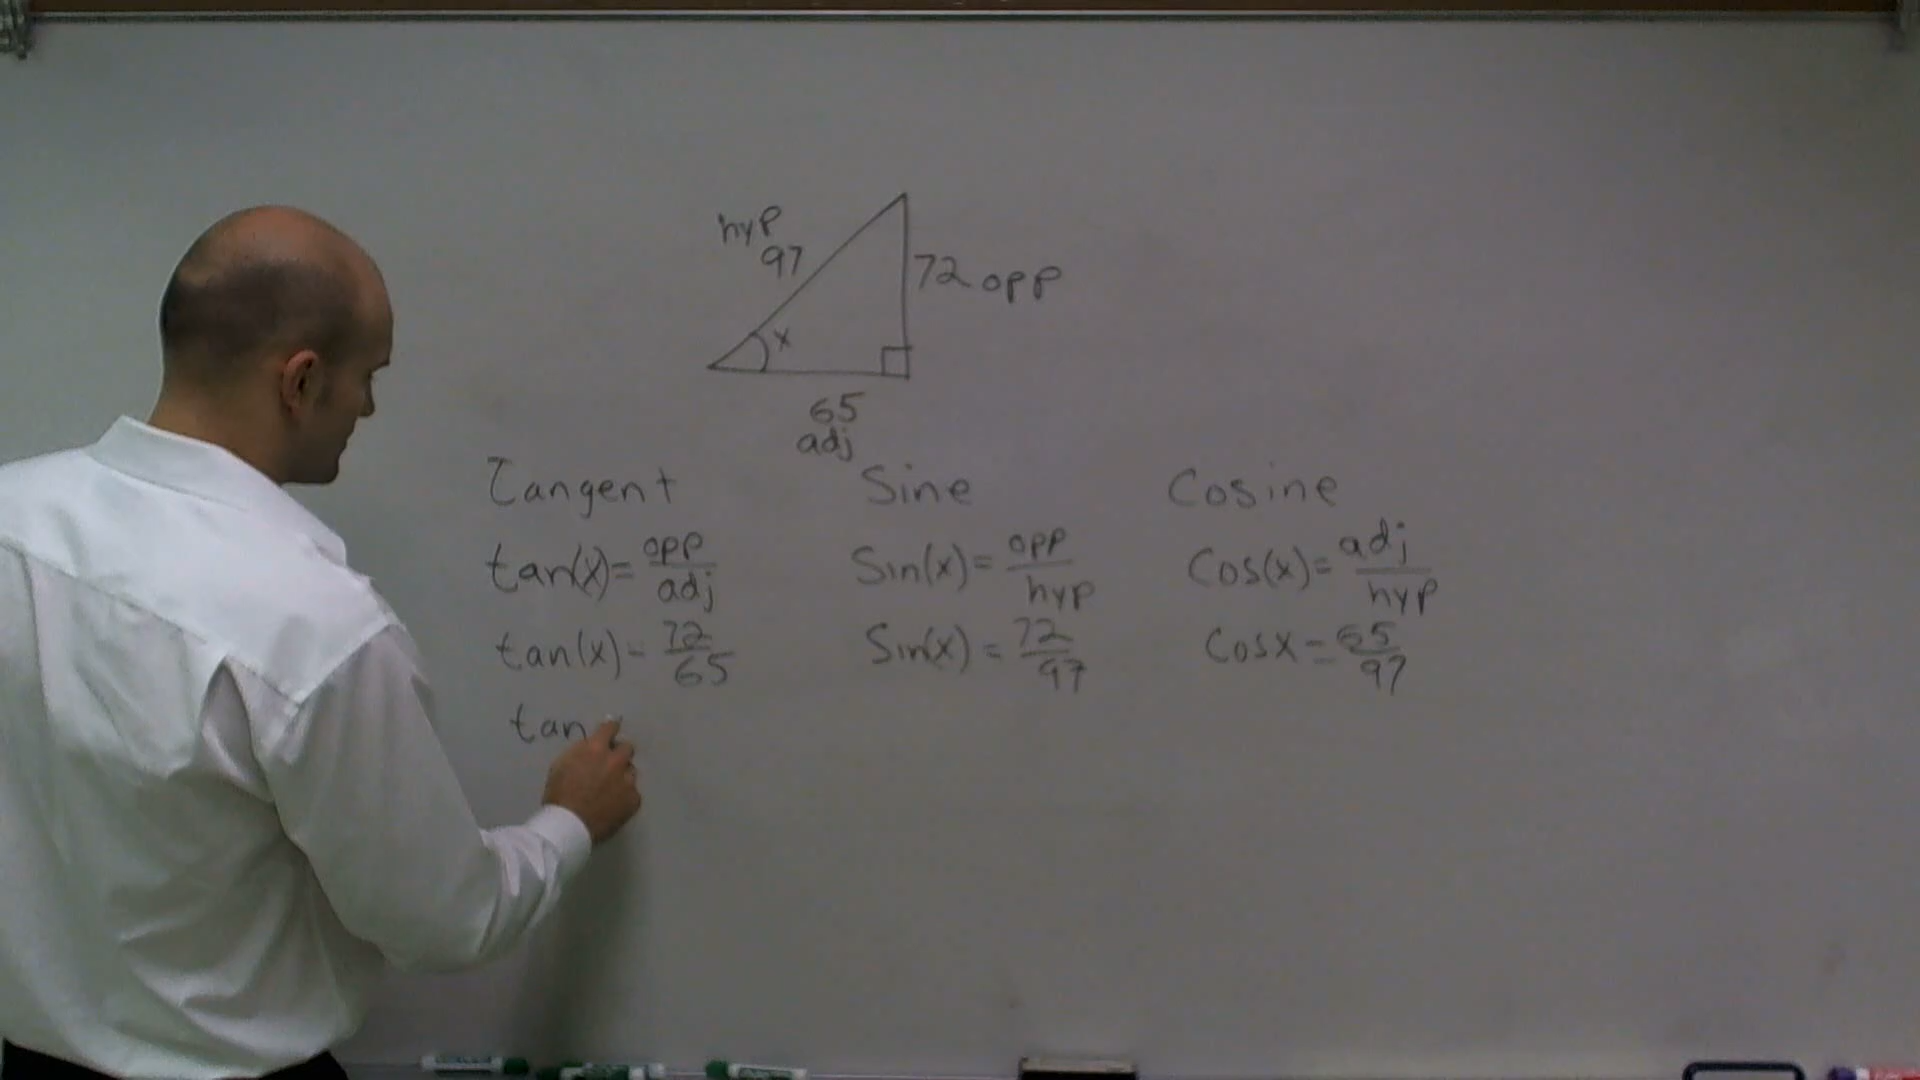 hyp
97
72 opp
x
65
adj
Tangent Sine Cosine
tan(x)= opp/adj Sin(x)= opp/hyp Cos(x)= adj/hyp
tan(x)= 72/65 Sin(x) = 72/97 Cosx = 65/97
tan